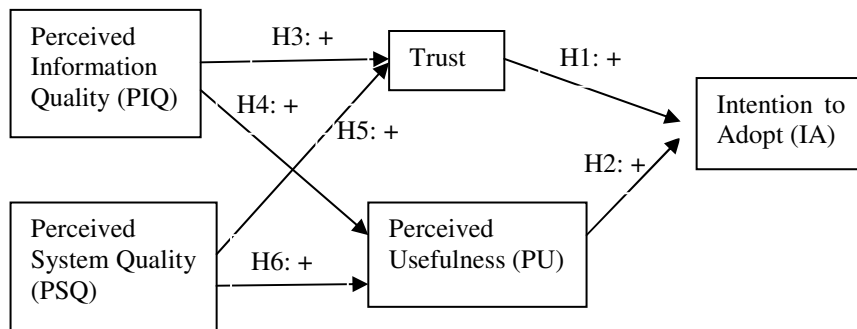 Perceived
Information
Quality (PIQ)
H3: +
Trust
H1: +
Intention to
Adopt (IA)
H4: +
H5: +
H2: +
Perceived
System Quality
(PSQ)
H6: +
Perceived
Usefulness (PU)